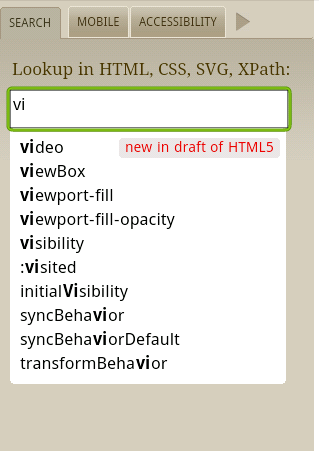 SEARCH MOBILE ACCESSIBILITY
Lookup in HTML, CSS, SVG, XPath:
vi
video new in draft of HTML5
viewBox
viewport-fill
viewport-fill-opacity
visibility
:visited
initialVisibility
syncBehavior
syncBehaviorDefault
transformBehavior